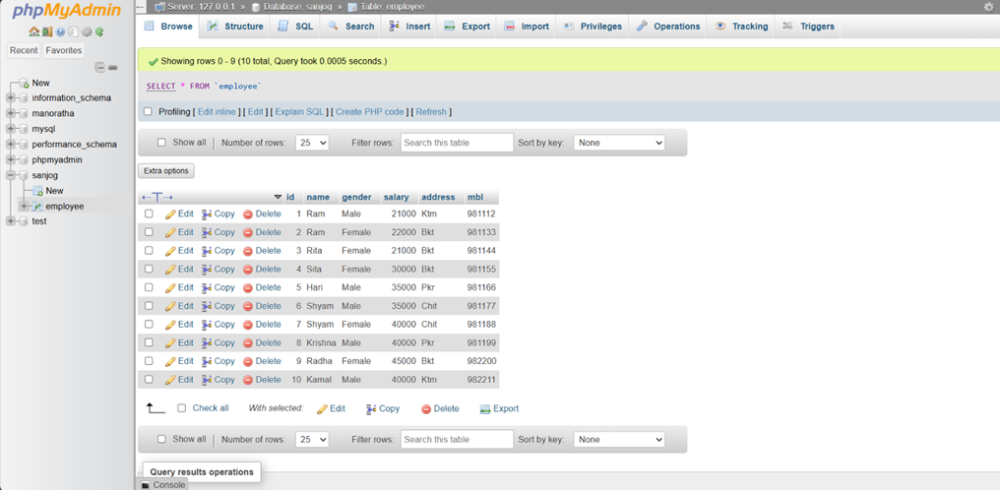 phpMyAdmin
Recent Favorites
New
information_schema
manoratha
mysql
performance_schema
phpmyadmin
sanjog
New
employee
test
Server: 127.0.0.1 » Database: sanjog » Table: employee
Browse Structure SQL Search Insert Export Import Privileges Operations Tracking Triggers
Showing rows 0 - 9 (10 total, Query took 0.0005 seconds.)
SELECT * FROM `employee`
Profiling [ Edit inline ] [ Edit ] [ Explain SQL ] [ Create PHP code ] [ Refresh ]
Show all Number of rows: 25 Filter rows: Search this table Sort by key: None
Extra options
id name gender salary address mbl
Edit Copy Delete 1 Ram Male 21000 Ktm 981112
Edit Copy Delete 2 Ram Female 22000 Bkt 981133
Edit Copy Delete 3 Rita Female 21000 Bkt 981144
Edit Copy Delete 4 Sita Female 30000 Bkt 981155
Edit Copy Delete 5 Hari Male 35000 Pkr 981166
Edit Copy Delete 6 Shyam Male 35000 Chit 981177
Edit Copy Delete 7 Shyam Female 40000 Chit 981188
Edit Copy Delete 8 Krishna Male 40000 Pkr 981199
Edit Copy Delete 9 Radha Female 45000 Bkt 982200
Edit Copy Delete 10 Kamal Male 40000 Ktm 982211
Check all With selected: Edit Copy Delete Export
Show all Number of rows: 25 Filter rows: Search this table Sort by key: None
Query results operations
Console